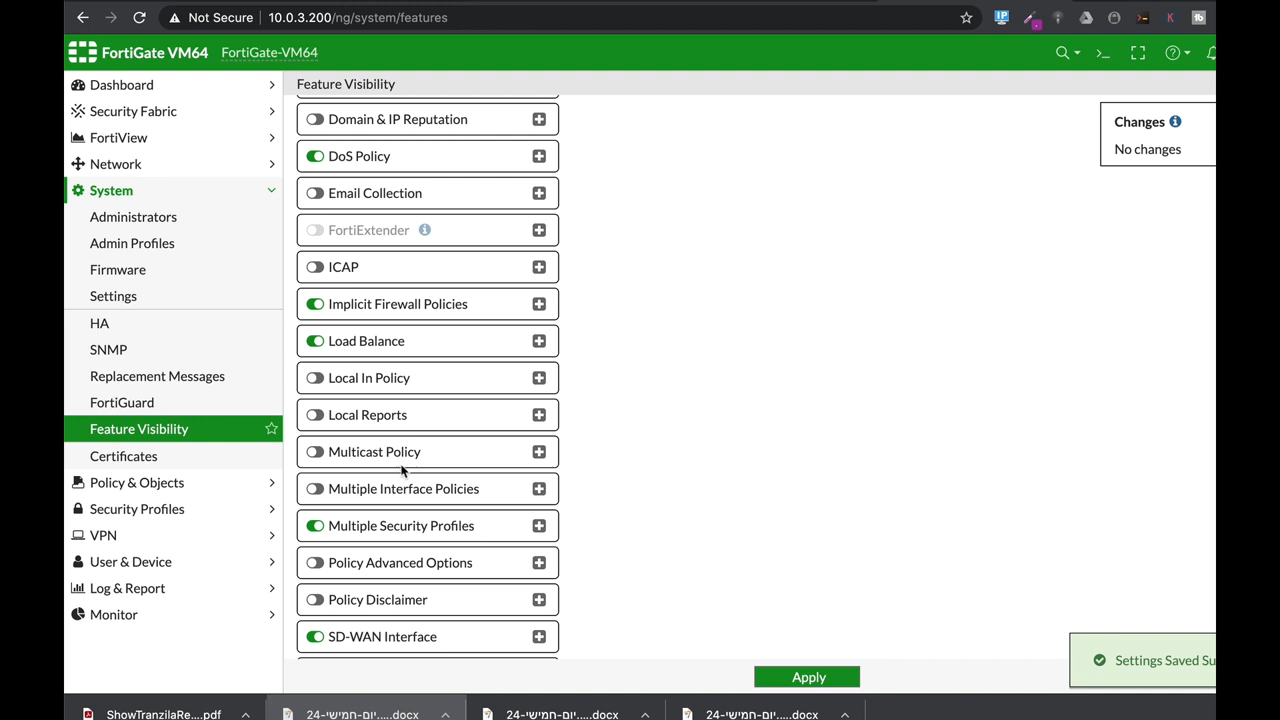 Not Secure 10.0.3.200/ng/system/features
FortiGate VM64 FortiGate-VM64
Dashboard
Security Fabric
FortiView
Network
System
Administrators
Admin Profiles
Firmware
Settings
HA
SNMP
Replacement Messages
FortiGuard
Feature Visibility
Certificates
Policy & Objects
Security Profiles
VPN
User & Device
Log & Report
Monitor
Feature Visibility
Domain & IP Reputation
DoS Policy
Email Collection
FortiExtender
ICAP
Implicit Firewall Policies
Load Balance
Local In Policy
Local Reports
Multicast Policy
Multiple Interface Policies
Multiple Security Profiles
Policy Advanced Options
Policy Disclaimer
SD-WAN Interface
Changes
No changes
Apply
Settings Saved Su
ShowTranzilaRe....pdf
24-יום-חמישי.....docx
24-יום-חמישי.....docx
24-יום-חמישי.....docx